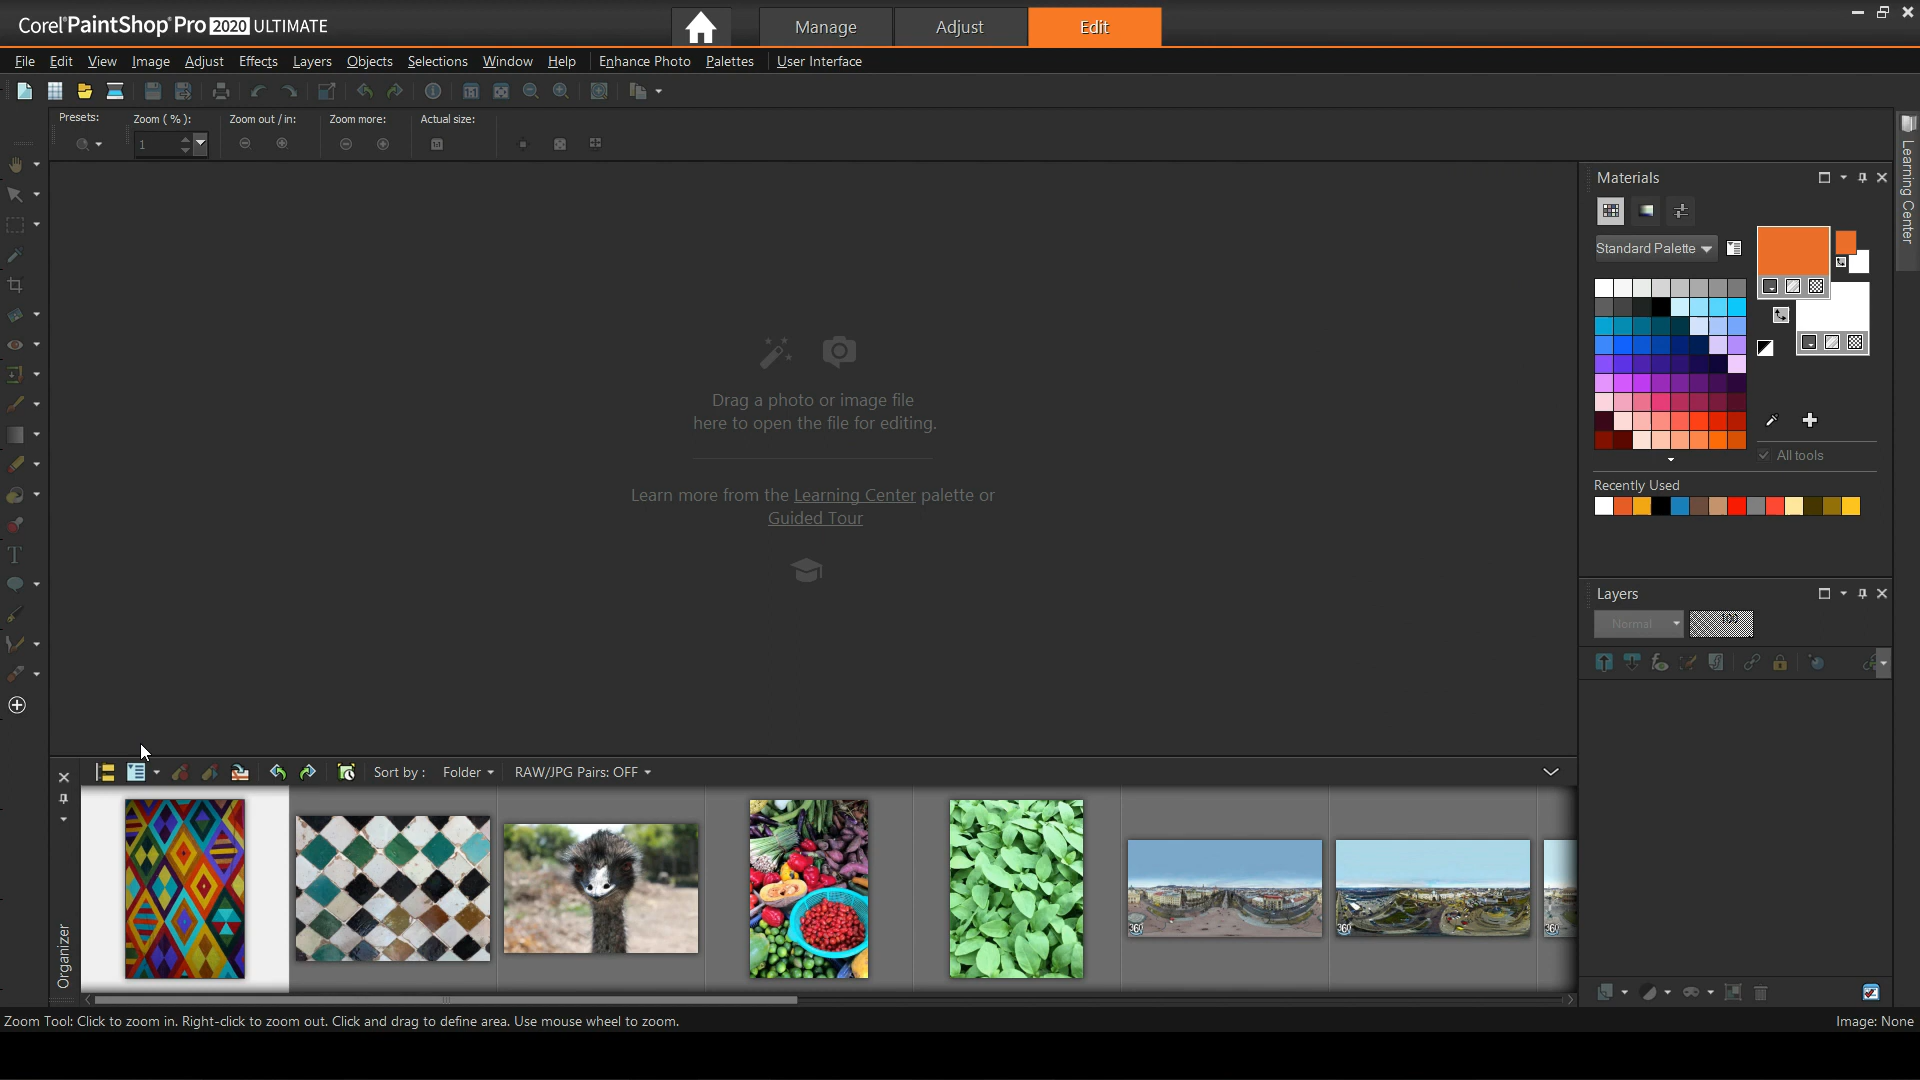 Corel PaintShop Pro 2020 ULTIMATE
Manage
Adjust
Edit
File Edit View Image Adjust Effects Layers Objects Selections Window Help Enhance Photo Palettes User Interface
Presets: Zoom ( % ): Zoom out / in: Zoom more: Actual size:
1
Learning Center
Materials
Standard Palette
All tools
Recently Used
Drag a photo or image file
here to open the file for editing.
Learn more from the Learning Center palette or
Guided Tour
Layers
Normal
100
Sort by : Folder RAW/JPG Pairs: OFF
Organizer
360
360
360
Zoom Tool: Click to zoom in. Right-click to zoom out. Click and drag to define area. Use mouse wheel to zoom.
Image: None